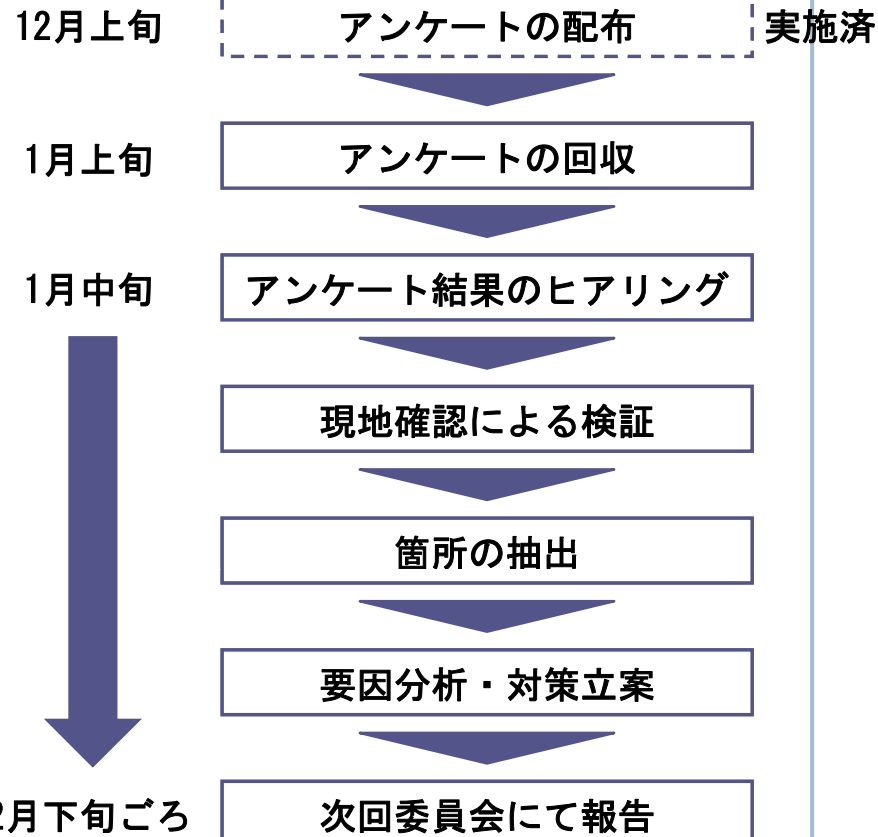 12月上旬 アンケートの配布 実施済
1月上旬 アンケートの回収
1月中旬 アンケート結果のヒアリング
現地確認による検証
箇所の抽出
要因分析・対策立案
2月下旬ごろ 次回委員会にて報告